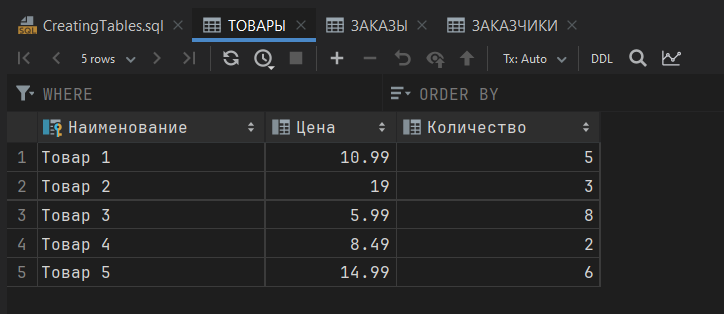 CreatingTables.sql ТОВАРЫ ЗАКАЗЫ ЗАКАЗЧИКИ
5 rows Tx: Auto DDL
WHERE ORDER BY
Наименование Цена Количество
1 Товар 1 10.99 5
2 Товар 2 19 3
3 Товар 3 5.99 8
4 Товар 4 8.49 2
5 Товар 5 14.99 6